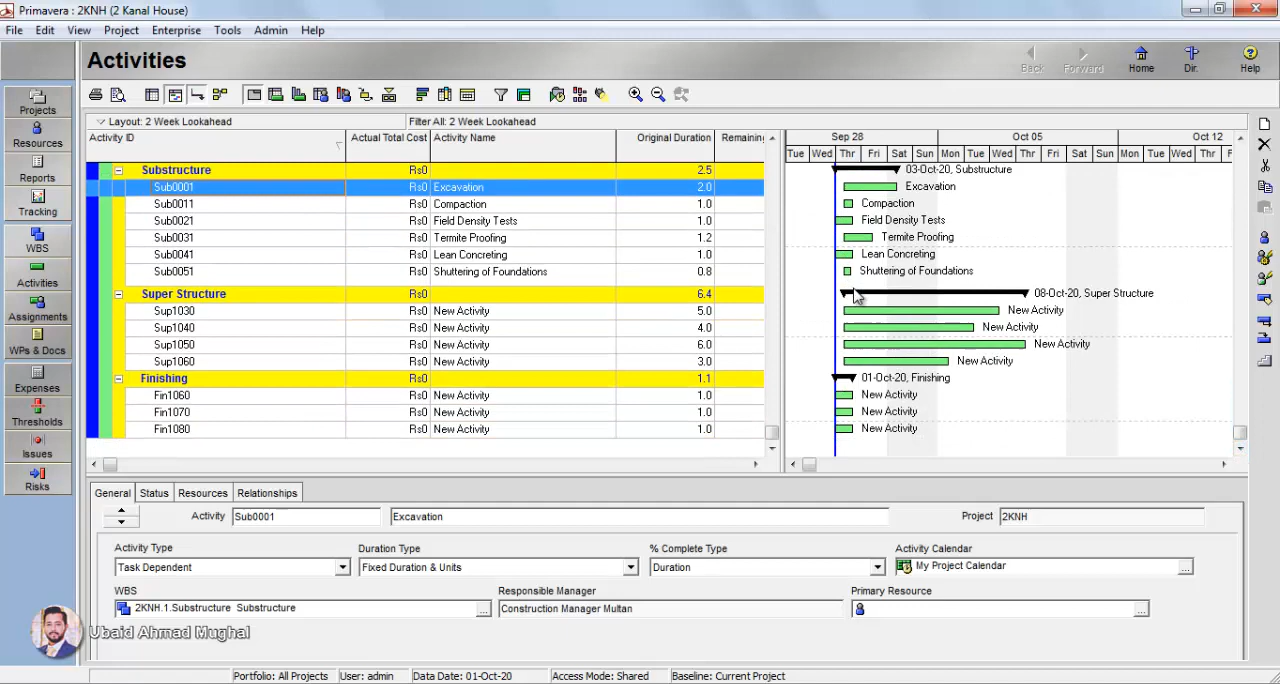 Primavera : 2KNH (2 Kanal House)
File Edit View Project Enterprise Tools Admin Help
Activities
Back Forward Home Dir. Help
Projects
Resources
Reports
Tracking
WBS
Activities
Assignments
WPs & Docs
Expenses
Thresholds
Issues
Risks
Layout: 2 Week Lookahead Filter All: 2 Week Lookahead
Activity ID Actual Total Cost Activity Name Original Duration Remaining
Sep 28 Oct 05 Oct 12
Tue Wed Thr Fri Sat Sun Mon Tue Wed Thr Fri Sat Sun Mon Tue Wed Thr F
Substructure Rs0 2.5 03-Oct-20, Substructure
Sub0001 Rs0 Excavation 2.0 Excavation
Sub0011 Rs0 Compaction 1.0 Compaction
Sub0021 Rs0 Field Density Tests 1.0 Field Density Tests
Sub0031 Rs0 Termite Proofing 1.2 Termite Proofing
Sub0041 Rs0 Lean Concreting 1.0 Lean Concreting
Sub0051 Rs0 Shuttering of Foundations 0.8 Shuttering of Foundations
Super Structure Rs0 6.4 08-Oct-20, Super Structure
Sup1030 Rs0 New Activity 5.0 New Activity
Sup1040 Rs0 New Activity 4.0 New Activity
Sup1050 Rs0 New Activity 6.0 New Activity
Sup1060 Rs0 New Activity 3.0 New Activity
Finishing Rs0 1.1 01-Oct-20, Finishing
Fin1060 Rs0 New Activity 1.0 New Activity
Fin1070 Rs0 New Activity 1.0 New Activity
Fin1080 Rs0 New Activity 1.0 New Activity
General Status Resources Relationships
Activity Sub0001 Excavation Project 2KNH
Activity Type Duration Type % Complete Type Activity Calendar
Task Dependent Fixed Duration & Units Duration My Project Calendar
WBS Responsible Manager Primary Resource
2KNH.1.Substructure Substructure Construction Manager Multan
Ubaid Ahmad Mughal
Portfolio: All Projects User: admin Data Date: 01-Oct-20 Access Mode: Shared Baseline: Current Project